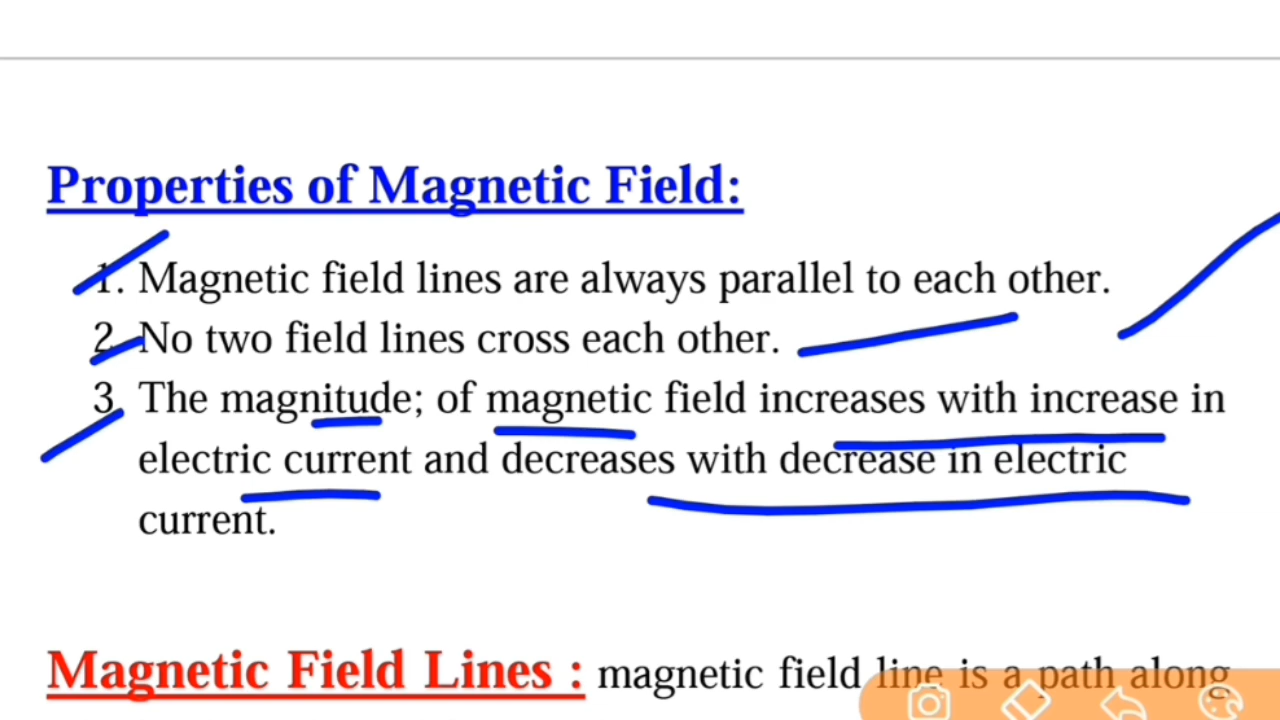 Properties of Magnetic Field:
1. Magnetic field lines are always parallel to each other.
2. No two field lines cross each other.
3. The magnitude; of magnetic field increases with increase in
electric current and decreases with decrease in electric
current.
Magnetic Field Lines : magnetic field line is a path along